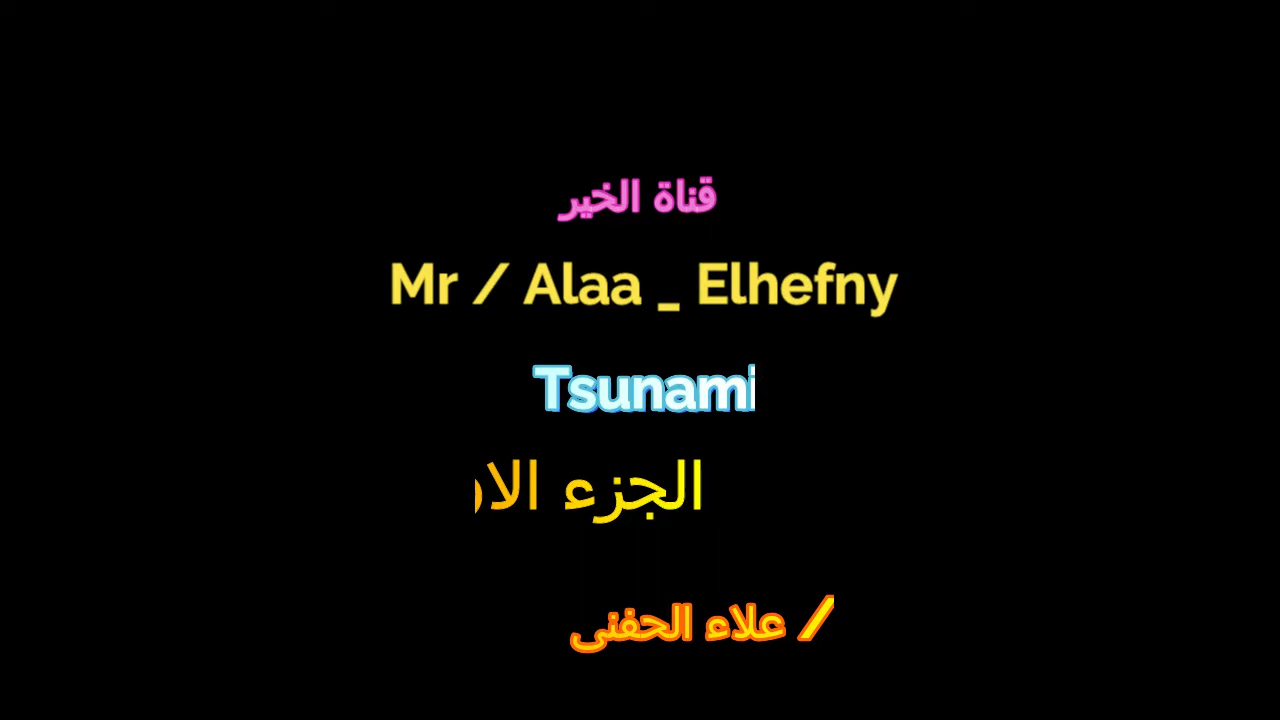 قناة الخير
Mr / Alaa _ Elhefny
Tsunami
الجزء
/ علاء الحفنى